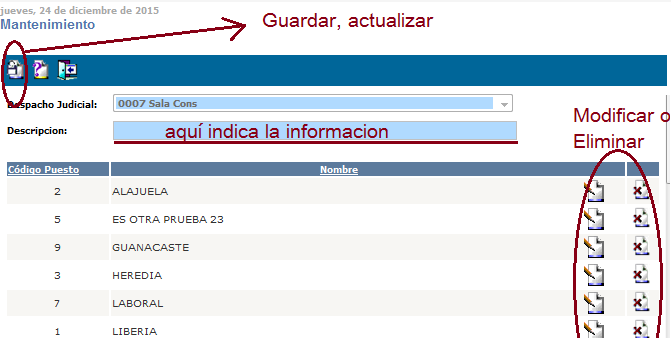 jueves, 24 de diciembre de 2015
Mantenimiento
Guardar, actualizar
Despacho Judicial: 0007 Sala Cons
Modificar o
Eliminar
Descripcion: aquí indica la informacion
Código Puesto Nombre
2 ALAJUELA
5 ES OTRA PRUEBA 23
9 GUANACASTE
3 HEREDIA
7 LABORAL
1 LIBERIA